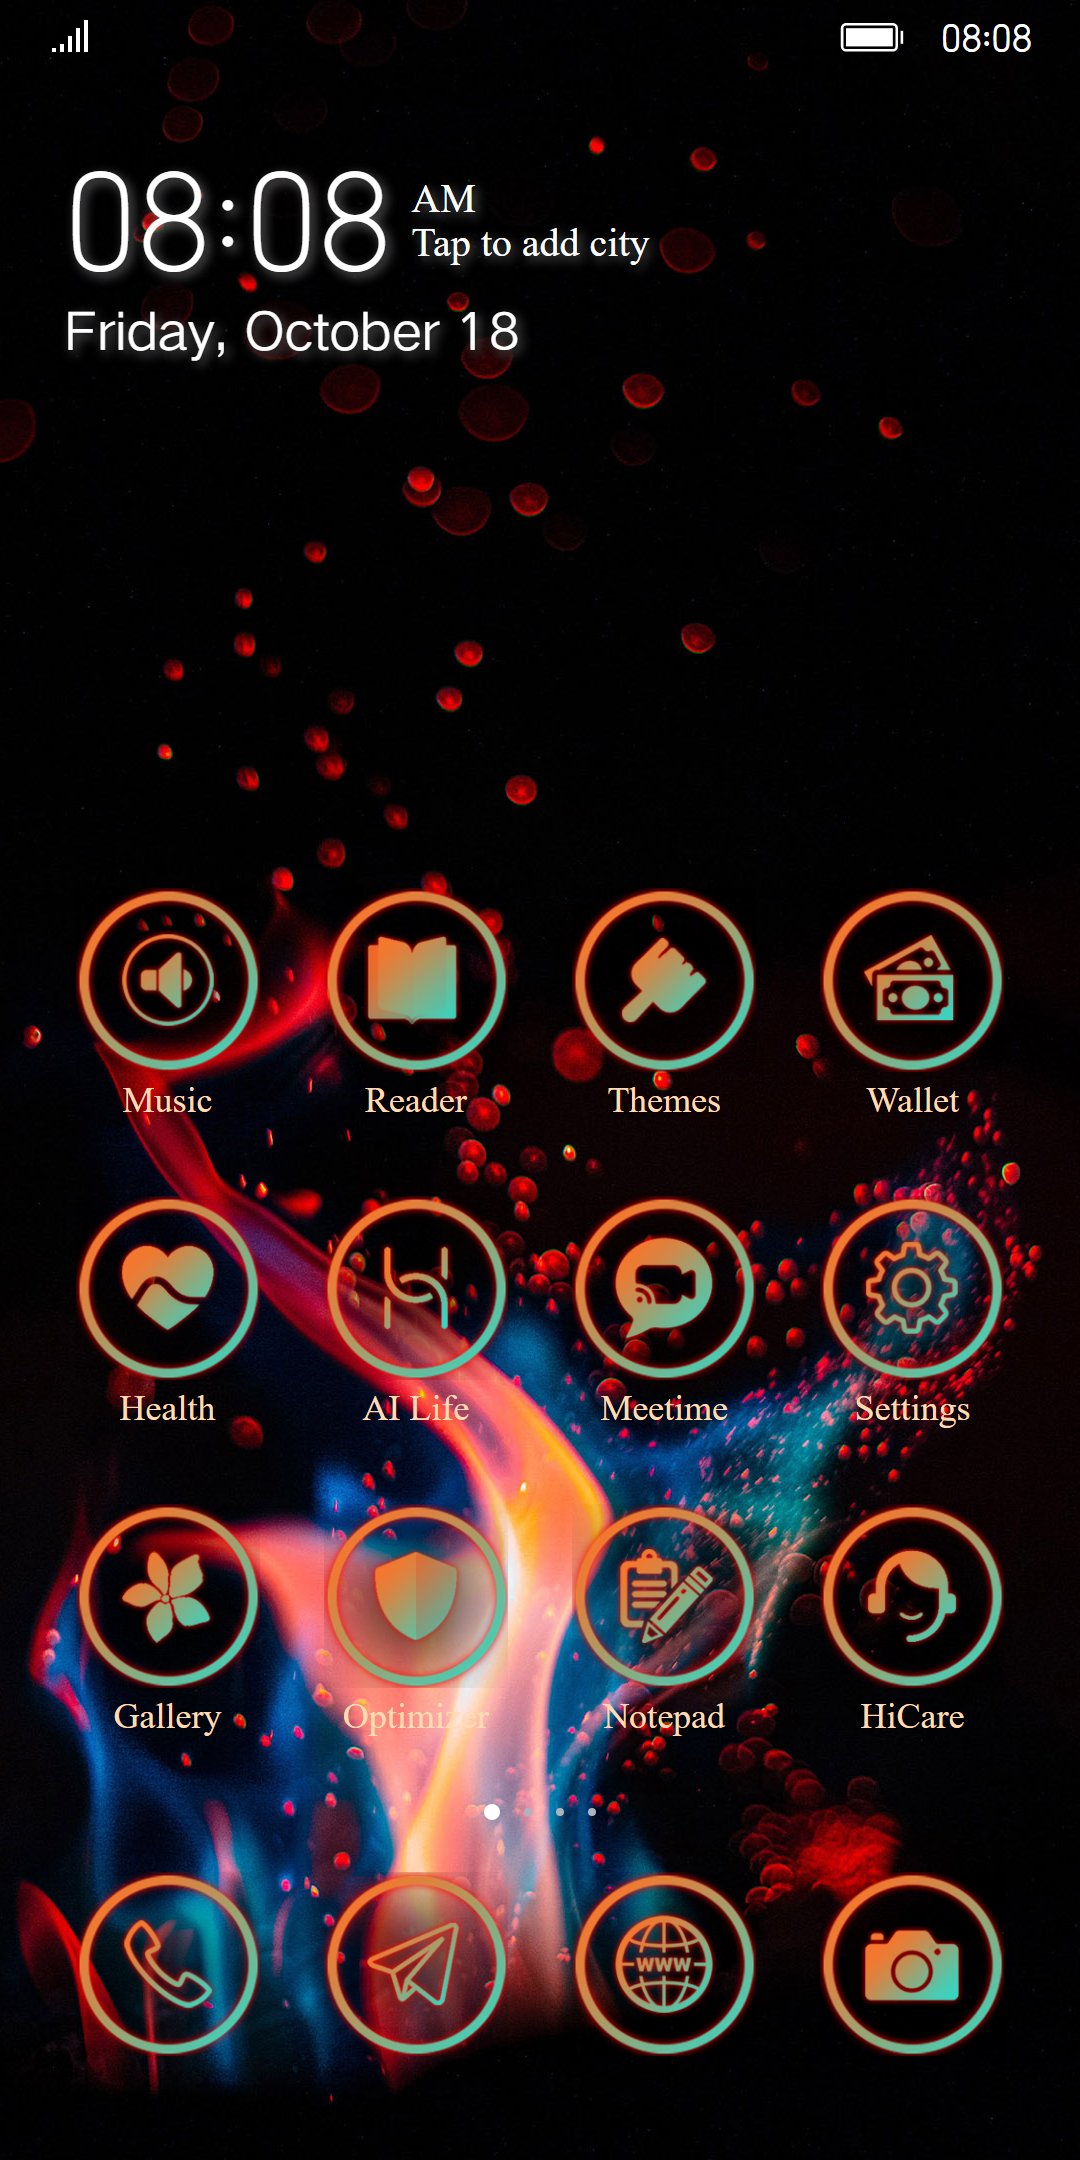 08:08
08:08 AM
Tap to add city
Friday, October 18
Music Reader Themes Wallet
Health AI Life Meetime Settings
Gallery Optimizer Notepad HiCare
www